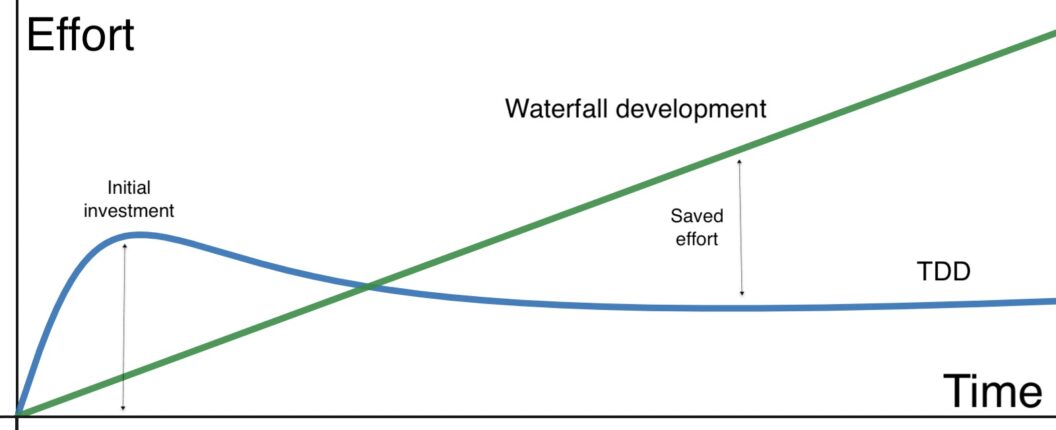 Effort
Waterfall development
Initial
investment
Saved
effort
TDD
Time